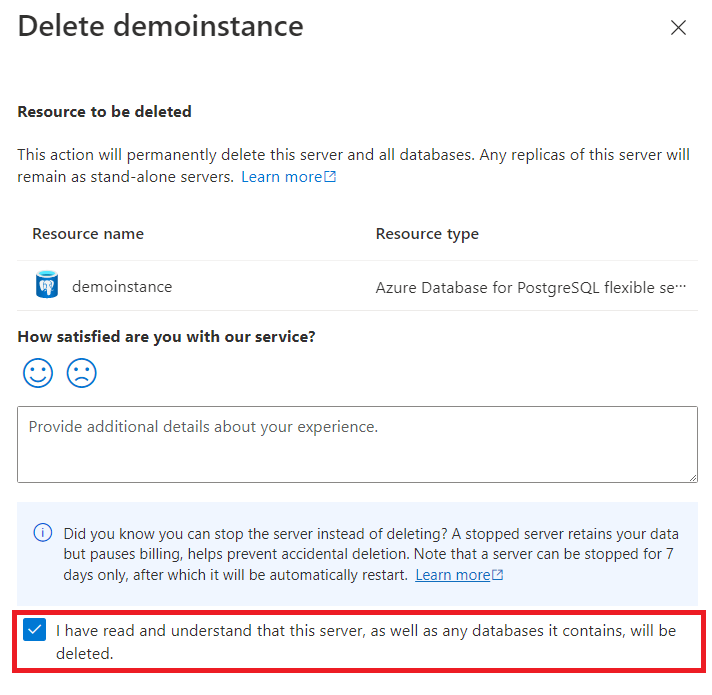 Delete demoinstance
Resource to be deleted
This action will permanently delete this server and all databases. Any replicas of this server will
remain as stand-alone servers. Learn more
Resource name Resource type
demoinstance Azure Database for PostgreSQL flexible se···
How satisfied are you with our service?
Provide additional details about your experience.
Did you know you can stop the server instead of deleting? A stopped server retains your data
but pauses billing, helps prevent accidental deletion. Note that a server can be stopped for 7
days only, after which it will be automatically restart. Learn more
I have read and understand that this server, as well as any databases it contains, will be
deleted.